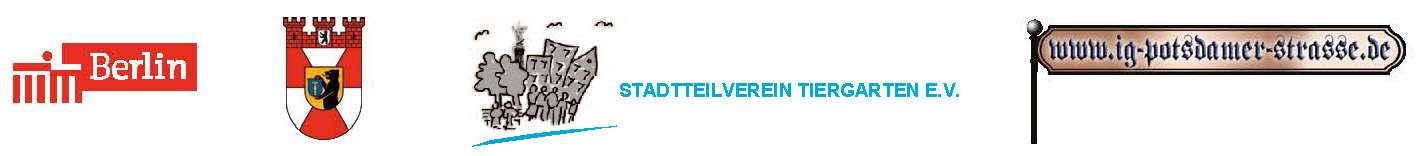 Berlin
STADTTEILVEREIN TIERGARTEN E.V.
www.ig-potsdamer-strasse.de